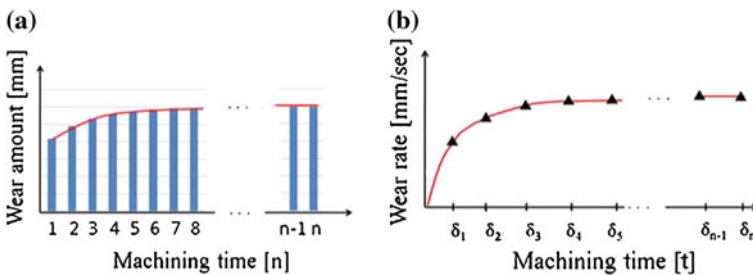 (a)
Wear amount [mm]
...
1 2 3 4 5 6 7 8 ... n-1 n
Machining time [n]
(b)
Wear rate [mm/sec]
...
δ1 δ2 δ3 δ4 δ5 ... δn-1 δn
Machining time [t]